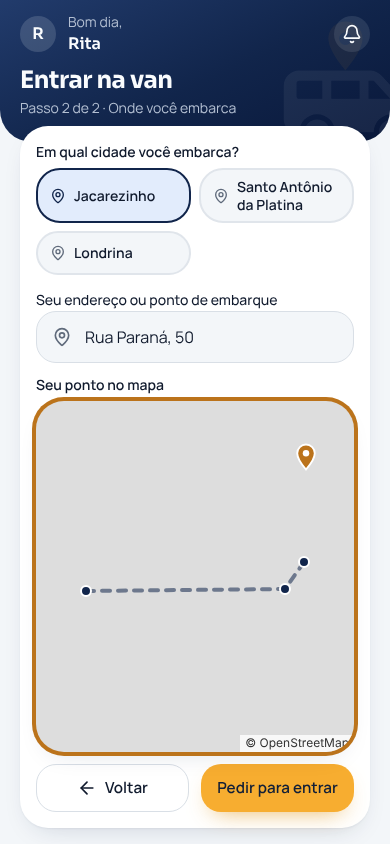 R
Bom dia,
Rita
Entrar na van
Passo 2 de 2 · Onde você embarca
Em qual cidade você embarca?
Jacarezinho
Santo Antônio
da Platina
Londrina
Seu endereço ou ponto de embarque
Rua Paraná, 50
Seu ponto no mapa
© OpenStreetMap
Voltar
Pedir para entrar